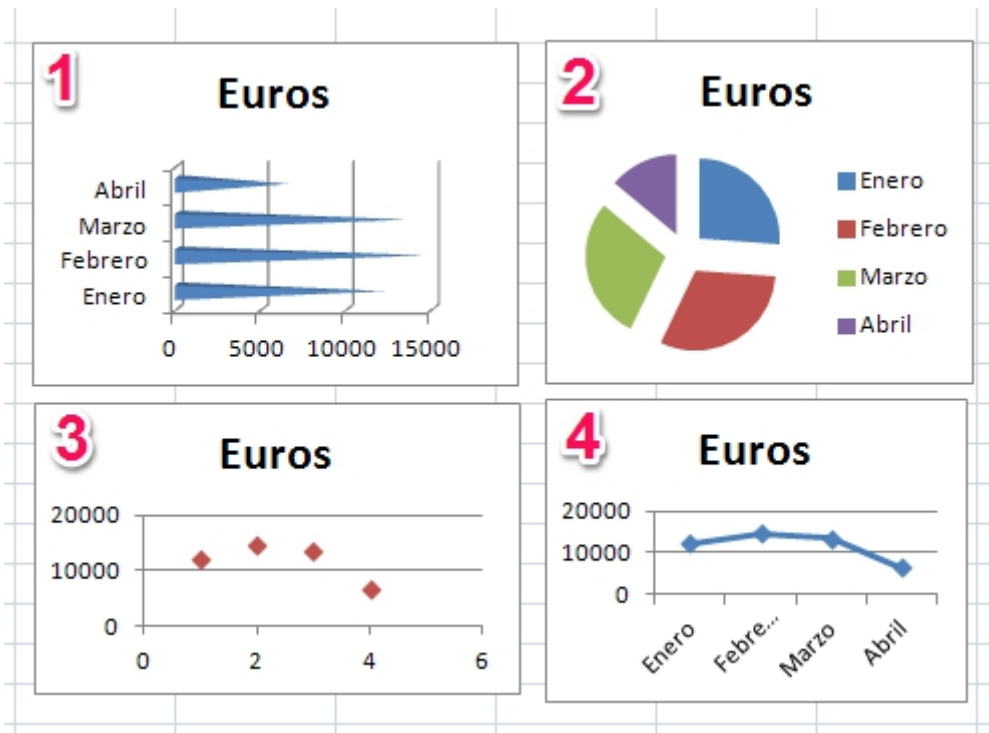 1
Euros
Abril
Marzo
Febrero
Enero
0 5000 10000 15000
2
Euros
Enero
Febrero
Marzo
Abril
3
Euros
20000
10000
0
0 2 4 6
4
Euros
20000
10000
0
Enero Febre... Marzo Abril